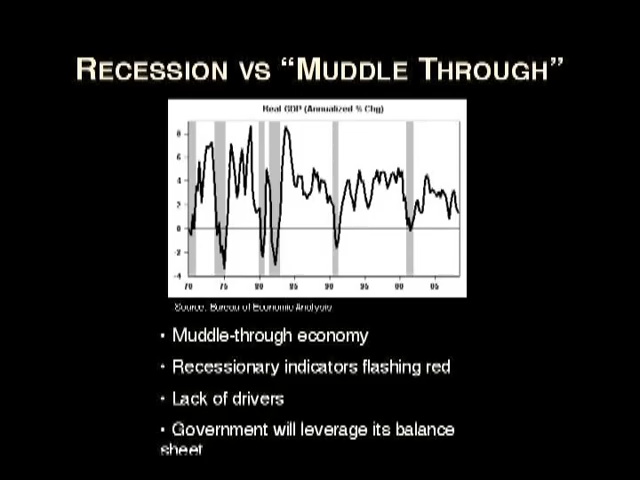 RECESSION VS “MUDDLE THROUGH”
Real GDP (Annualized % Chg)
8
6
4
2
0
-2
-4
70 75 80 85 90 95 00 05
Source: Bureau of Economic Analysis
• Muddle-through economy
• Recessionary indicators flashing red
• Lack of drivers
• Government will leverage its balance
sheet